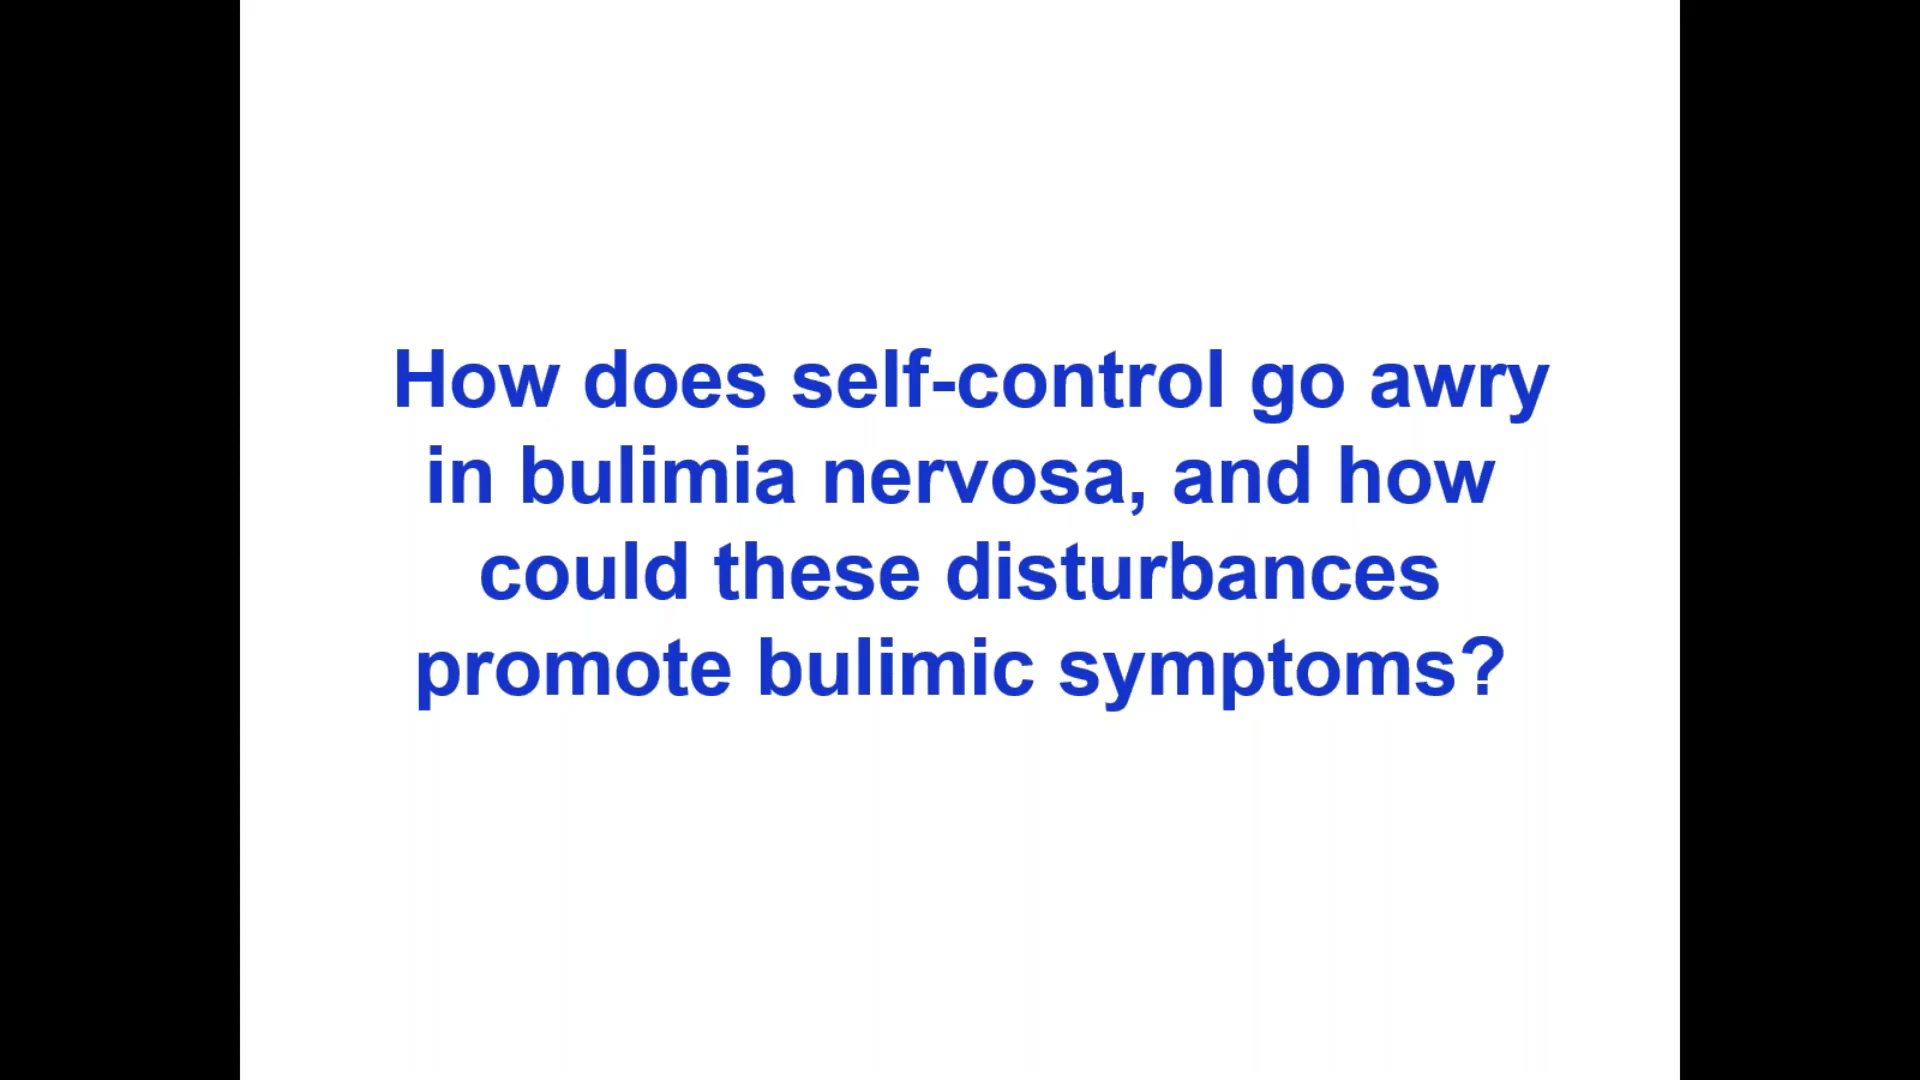 How does self-control go awry
in bulimia nervosa, and how
could these disturbances
promote bulimic symptoms?